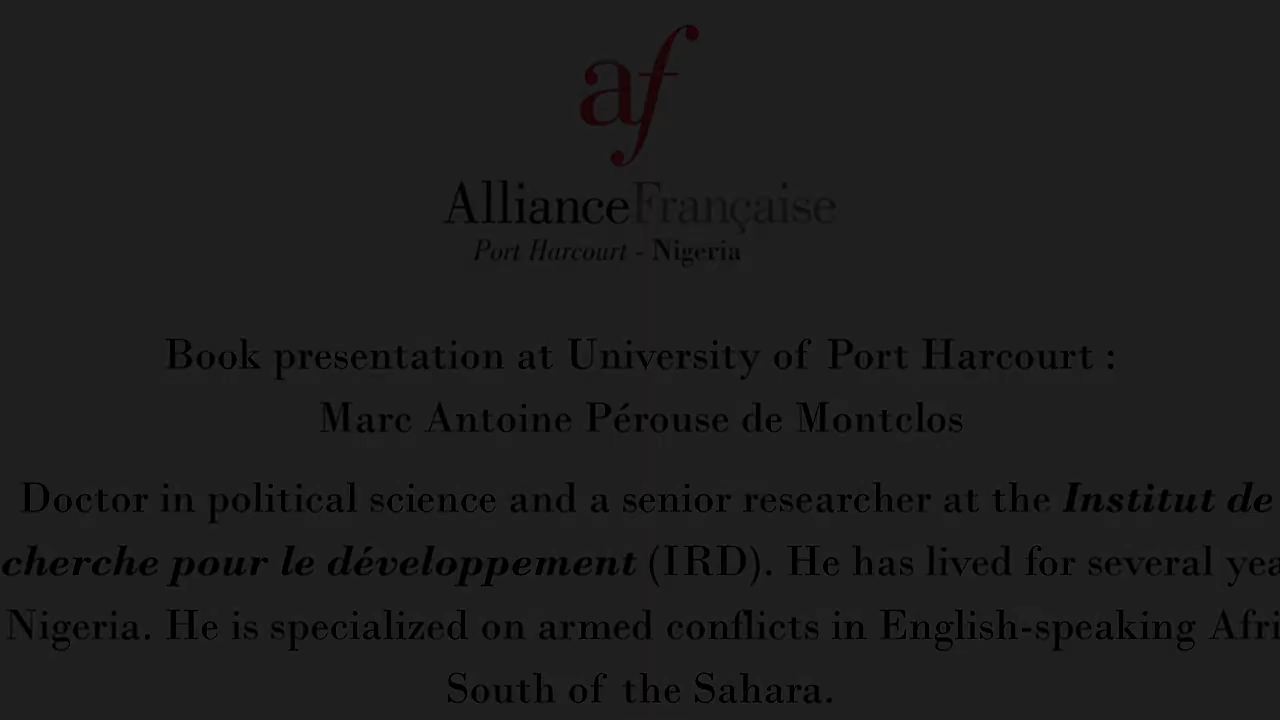 af
AllianceFrançaise
Port Harcourt - Nigeria
Book presentation at University of Port Harcourt :
Marc Antoine Pérouse de Montclos
Doctor in political science and a senior researcher at the Institut de
cherche pour le développement (IRD). He has lived for several yea
Nigeria. He is specialized on armed conflicts in English-speaking Afri
South of the Sahara.